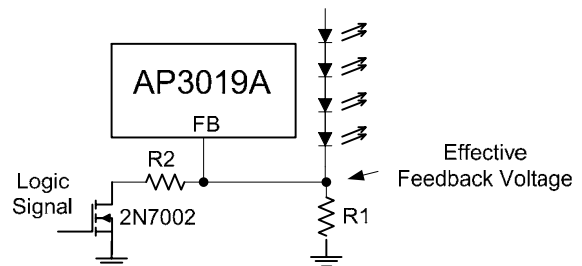 AP3019A
FB
R2
Effective
Feedback Voltage
Logic
Signal
2N7002
R1